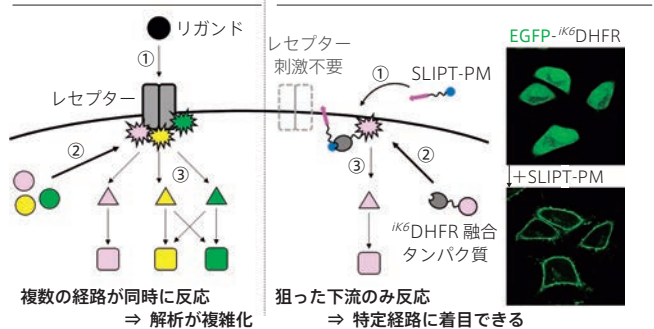 リガンド
①
レセプター
②
③
複数の経路が同時に反応
⇒ 解析が複雑化
レセプター
刺激不要
①
SLIPT-PM
②
③
iK6DHFR 融合
タンパク質
狙った下流のみ反応
⇒ 特定経路に着目できる
EGFP-iK6DHFR
+SLIPT-PM